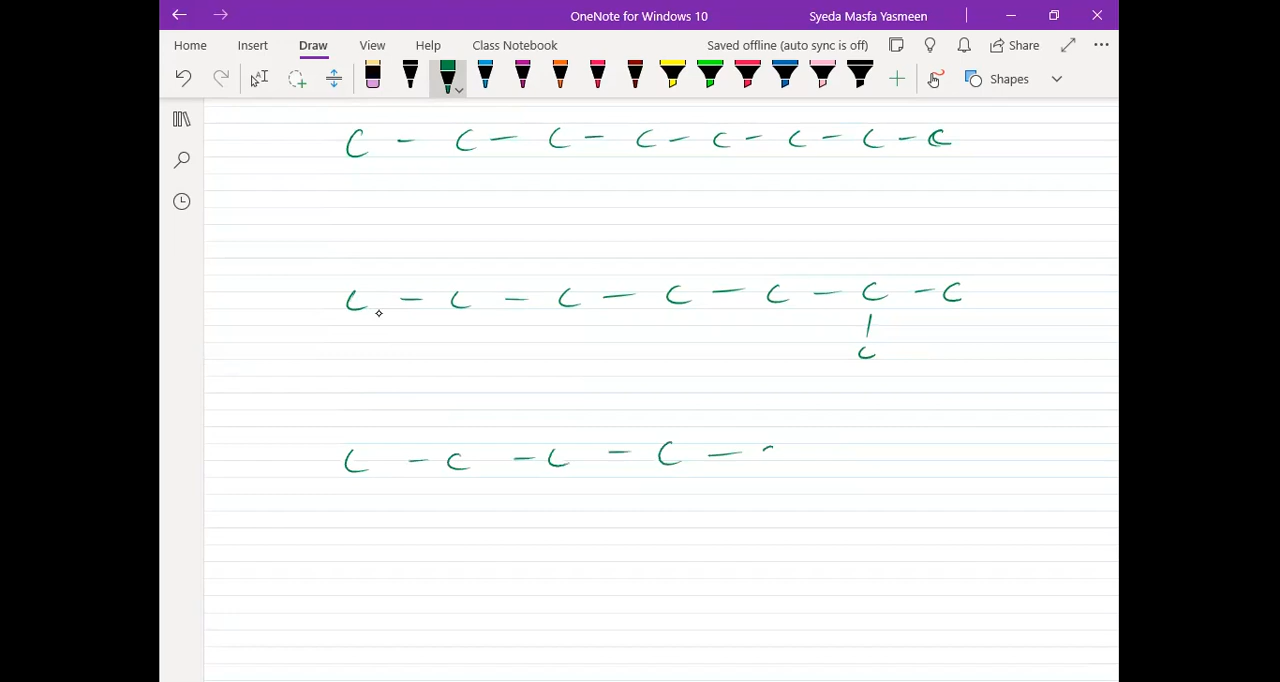 OneNote for Windows 10 Syeda Masfa Yasmeen
Home Insert Draw View Help Class Notebook Saved offline (auto sync is off) Share
Shapes
C - C - C - C - C - C - C - C
C - C - C - C - C - C - C
|
C
C - C - C - C -